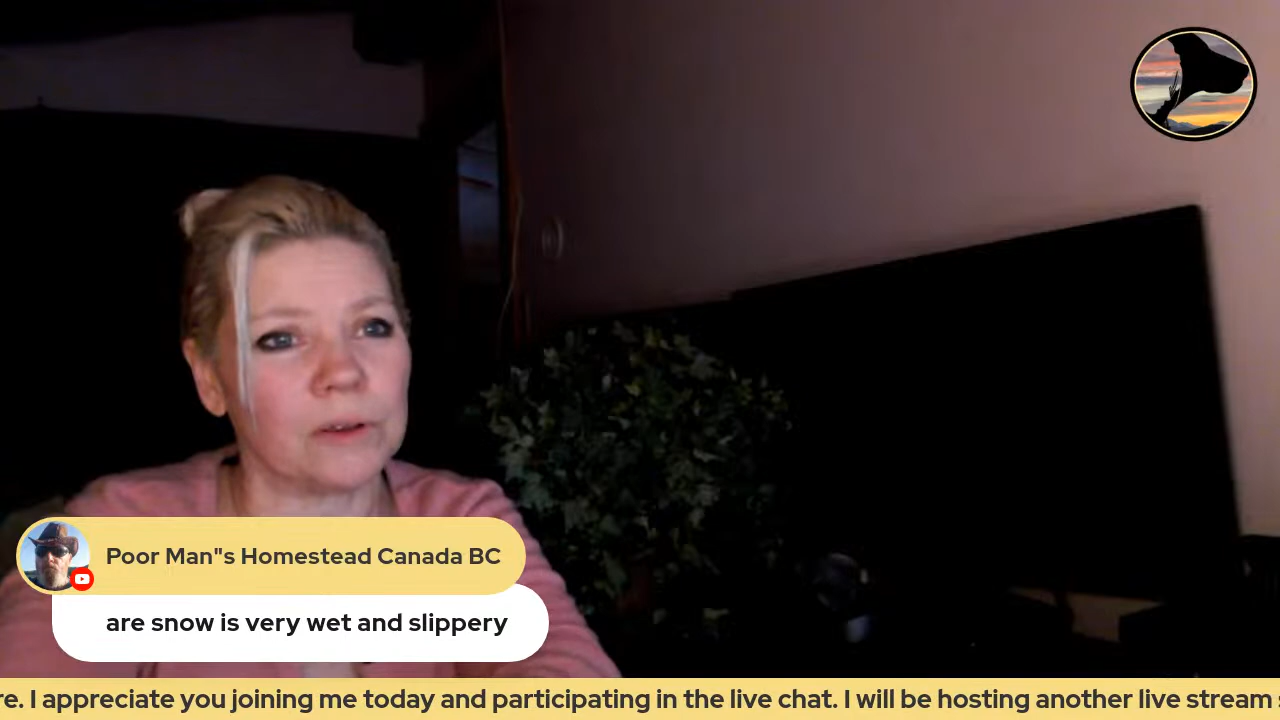 Poor Man"s Homestead Canada BC
are snow is very wet and slippery
re. I appreciate you joining me today and participating in the live chat. I will be hosting another live stream